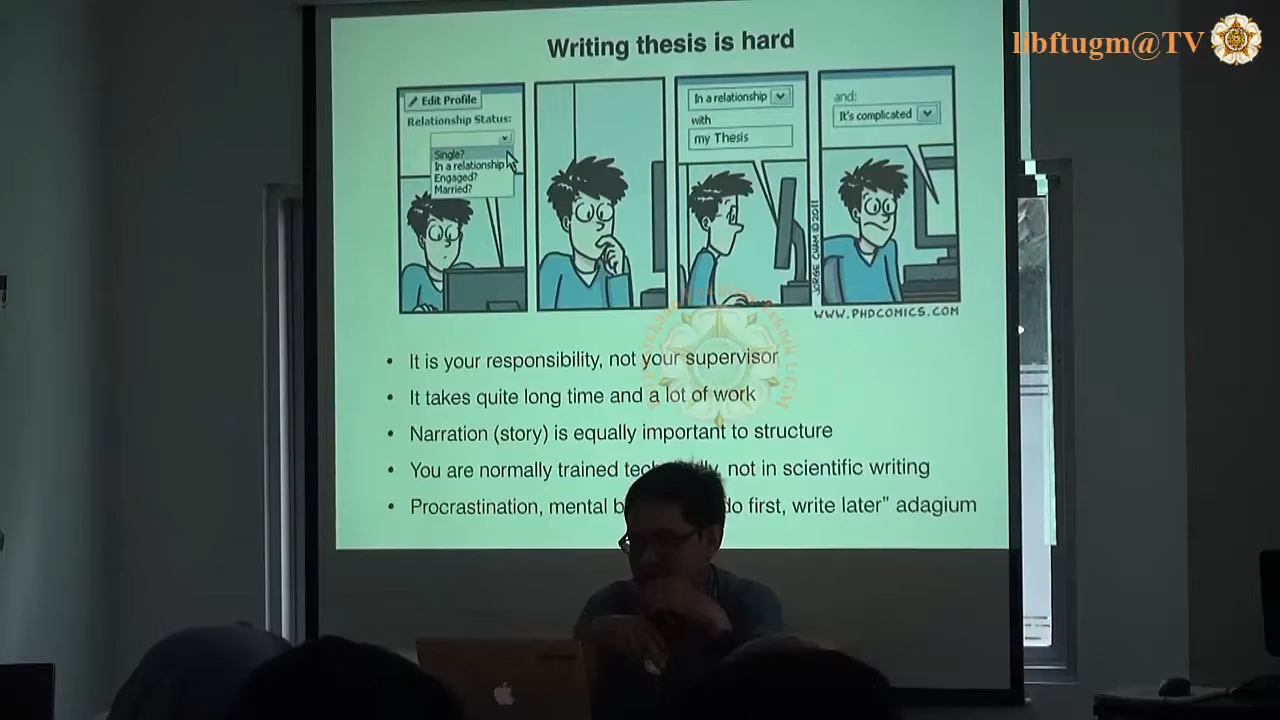 libftugm@TV
Writing thesis is hard
Edit Profile
Relationship Status:
Single?
In a relationship
Engaged?
Married?
In a relationship
with
my Thesis
and:
It's complicated
JORGE CHAM © 2011
WWW.PHDCOMICS.COM
• It is your responsibility, not your supervisor
• It takes quite long time and a lot of work
• Narration (story) is equally important to structure
• You are normally trained technically, not in scientific writing
• Procrastination, mental do first, write later" adagium